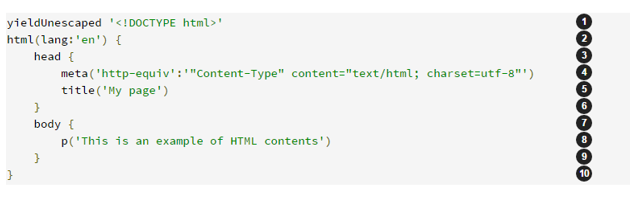 yieldUnescaped '<!DOCTYPE html>' 1
html(lang:'en') { 2
head { 3
meta('http-equiv':'"Content-Type" content="text/html; charset=utf-8"') 4
title('My page') 5
} 6
body { 7
p('This is an example of HTML contents') 8
} 9
} 10